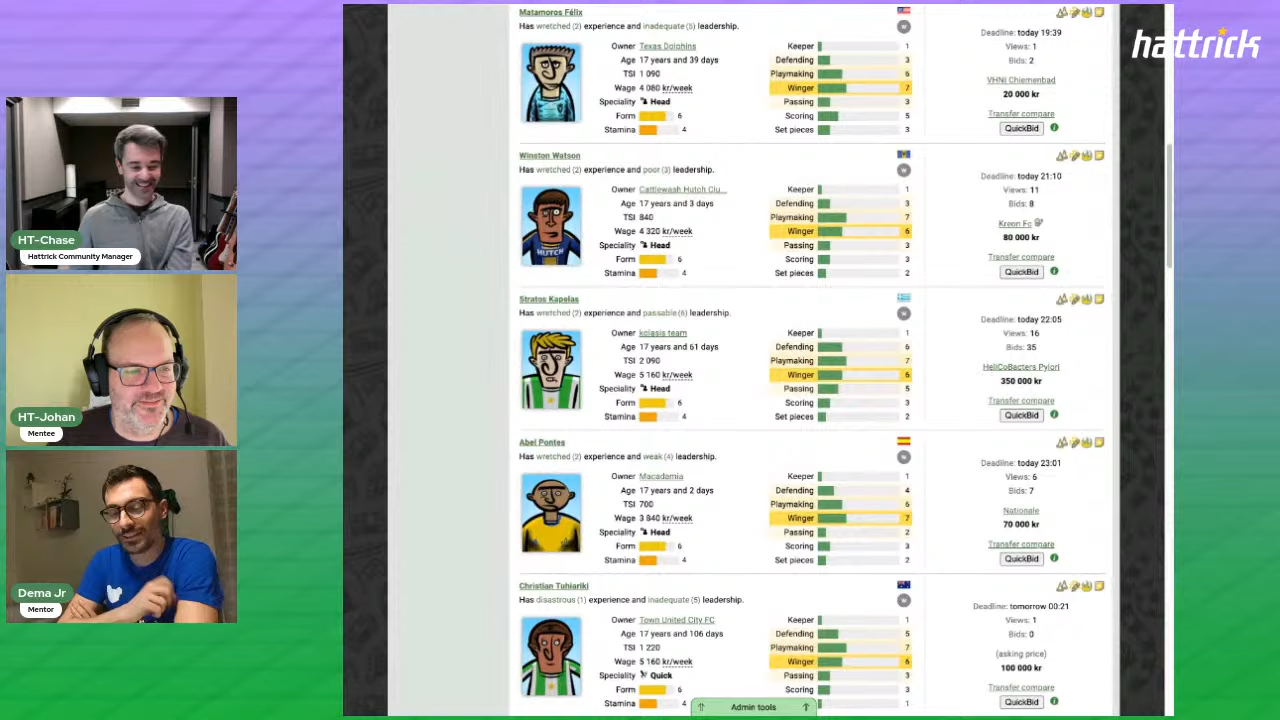 hattrick
HT-Chase
Hattrick Community Manager
HT-Johan
Mentee
Dema Jr
Mentor
Matamoros Félix
Has wretched (2) experience and inadequate (5) leadership.
Owner Texas Dolphins
Age 17 years and 39 days
TSI 1 090
Wage 4 080 kr/week
Speciality Head
Form 6
Stamina 4
Keeper 1
Defending 3
Playmaking 6
Winger 7
Passing 3
Scoring 5
Set pieces 3
W
Deadline: today 19:39
Views: 1
Bids: 2
VHNI Chiemenbad
20 000 kr
Transfer compare
QuickBid
Winston Watson
Has wretched (2) experience and poor (3) leadership.
Owner Cattlewash Hutch Clu...
Age 17 years and 3 days
TSI 840
Wage 4 320 kr/week
Speciality Head
Form 6
Stamina 4
Keeper 1
Defending 3
Playmaking 7
Winger 6
Passing 3
Scoring 3
Set pieces 2
HUTCH
W
Deadline: today 21:10
Views: 11
Bids: 8
Kreon Fc
80 000 kr
Transfer compare
QuickBid
Stratos Kapelas
Has wretched (2) experience and passable (6) leadership.
Owner kolasis team
Age 17 years and 61 days
TSI 2 090
Wage 5 160 kr/week
Speciality Head
Form 6
Stamina 4
Keeper 1
Defending 6
Playmaking 7
Winger 6
Passing 5
Scoring 3
Set pieces 2
W
Deadline: today 22:05
Views: 16
Bids: 35
HeliCoBacters Pylori
350 000 kr
Transfer compare
QuickBid
Abel Pontes
Has wretched (2) experience and weak (4) leadership.
Owner Macadamia
Age 17 years and 2 days
TSI 700
Wage 3 840 kr/week
Speciality Head
Form 6
Stamina 4
Keeper 1
Defending 4
Playmaking 6
Winger 7
Passing 2
Scoring 3
Set pieces 2
W
Deadline: today 23:01
Views: 6
Bids: 7
Nationale
70 000 kr
Transfer compare
QuickBid
Christian Tuhiariki
Has disastrous (1) experience and inadequate (5) leadership.
Owner Town United City FC
Age 17 years and 106 days
TSI 1 220
Wage 5 160 kr/week
Speciality Quick
Form 6
Stamina 4
Keeper 1
Defending 5
Playmaking 7
Winger 6
Passing 3
Scoring 3
1
W
Deadline: tomorrow 00:21
Views: 1
Bids: 0
(asking price)
100 000 kr
Transfer compare
QuickBid
Admin tools